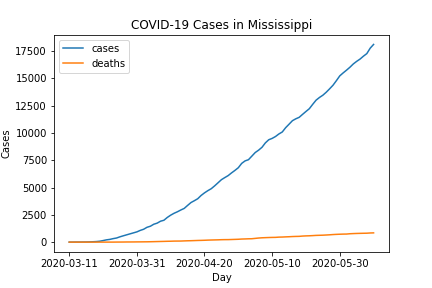 COVID-19 Cases in Mississippi
cases
deaths
17500
15000
12500
10000
7500
5000
2500
0
Cases
2020-03-11 2020-03-31 2020-04-20 2020-05-10 2020-05-30
Day